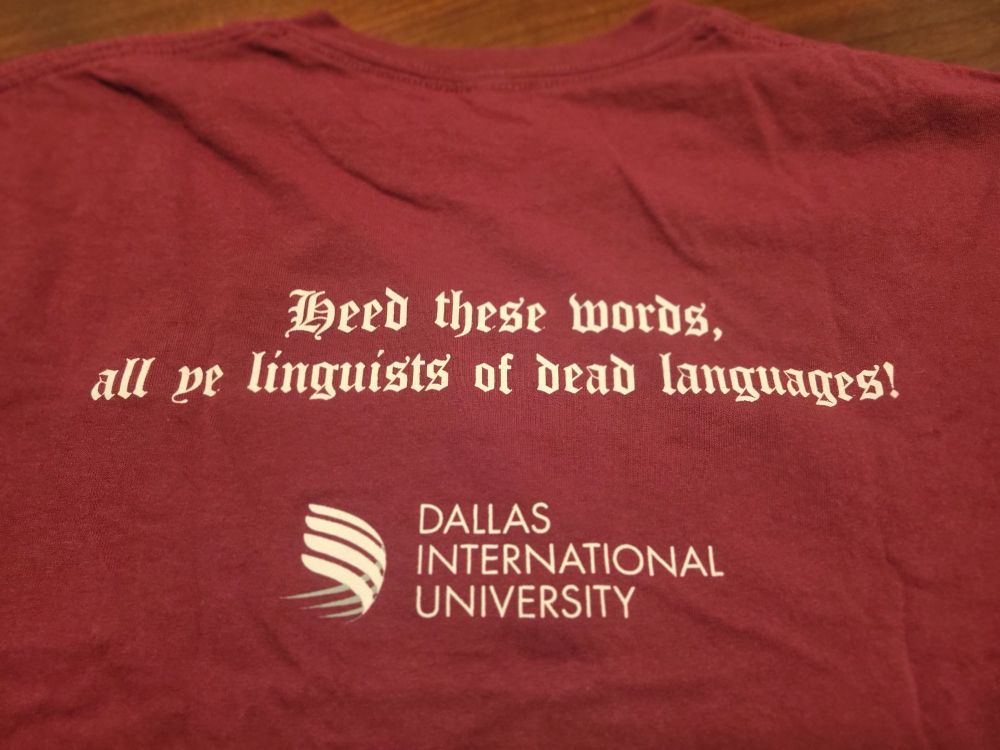 Heed these words,
all ye linguists of dead languages!
DALLAS
INTERNATIONAL
UNIVERSITY